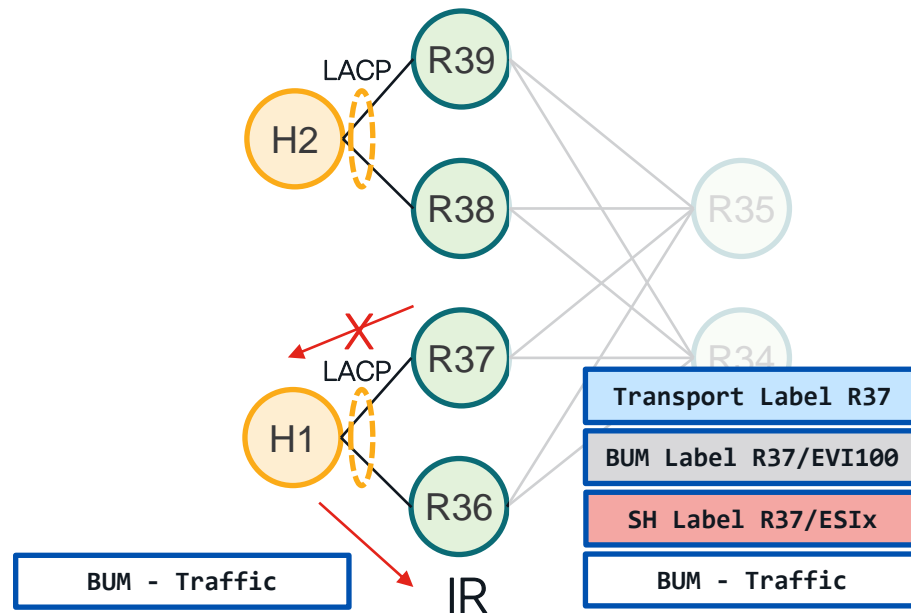 R39
LACP
H2
R38
R35
X
R37
R34
LACP
Transport Label R37
H1
BUM Label R37/EVI100
R36
SH Label R37/ESIx
BUM - Traffic
IR
BUM - Traffic